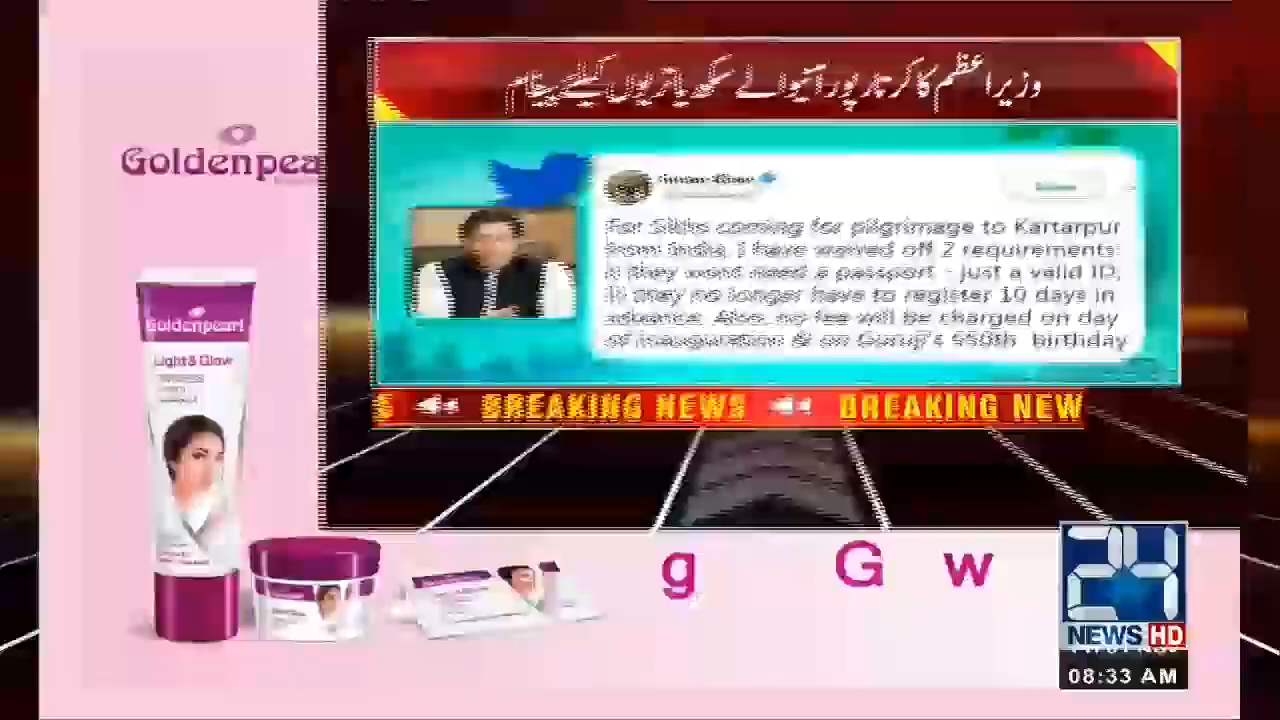 وزیراعظم کا کرتارپور آنیوالے سکھ یاتریوں کیلئے پیغام
Goldenpea
Imran Khan
For Sikhs coming for pilgrimage to Kartarpur
from India, I have waived off 2 requirements:
i) they wont need a passport - just a valid ID;
ii) they no longer have to register 10 days in
advance. Also, no fee will be charged on day
of inauguration & on Guruji's 550th birthday
S BREAKING NEWS BREAKING NEW
Goldenpearl
Light & Glow
g G w
24
NEWS HD
08:33 AM